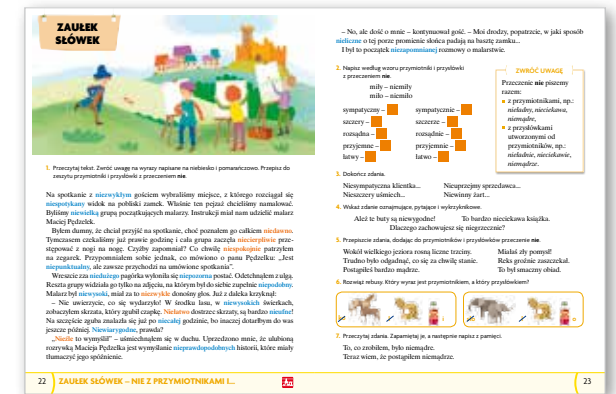 ZAUŁEK
SŁÓWEK
1. Przeczytaj tekst. Zwróć uwagę na wyrazy napisane na niebiesko i pomarańczowo. Przepisz do
zeszytu przymiotniki i przysłówki z przeczeniem nie.
Na spotkanie z niezwykłym gościem wybraliśmy miejsce, z którego rozciągał się
niespotykany widok na pobliski zamek. Właśnie ten pejzaż chcieliśmy namalować.
Byliśmy niewielką grupą początkujących malarzy. Instrukcji miał nam udzielić malarz
Maciej Pędzelek.
Byłem dumny, że chciał przyjść na spotkanie, choć poznałem go całkiem niedawno.
Tymczasem czekaliśmy już prawie godzinę i cała grupa zaczęła niecierpliwie prze-
stępować z nogi na nogę. Czyżby zapomniał? Co chwilę niespokojnie patrzyłem
na zegarek. Przypomniałem sobie jednak, co mówiono o panu Pędzelku: „Jest
niepunktualny, ale zawsze przychodzi na umówione spotkania”.
Wreszcie zza niedużego pagórka wyłoniła się niepozorna postać. Odetchnąłem z ulgą.
Reszta grupy widziała go tylko na zdjęciu, na którym był do siebie zupełnie niepodobny.
Malarz był niewysoki, miał za to niezwykle donośny głos. Już z daleka krzyknął:
– Nie uwierzycie, co się wydarzyło! W środku lasu, w niewysokich świerkach,
zobaczyłem skrzata, który zgubił czapkę. Niełatwo dostrzec skrzaty, są bardzo nieufne!
Na szczęście zguba znalazła się już po niecałej godzinie, bo inaczej dotarłbym do was
jeszcze później. Niewiarygodne, prawda?
„Nieźle to wymyślił” – uśmiechnąłem się w duchu. Uprzedzono mnie, że ulubioną
rozrywką Macieja Pędzelka jest wymyślanie nieprawdopodobnych historii, które miały
tłumaczyć jego spóźnienie.
22 ZAUŁEK SŁÓWEK – NIE Z PRZYMIOTNIKAMI I...
– No, ale dość o mnie – kontynuował gość. – Moi drodzy, popatrzcie, w jaki sposób
nieliczne o tej porze promienie słońca padają na basztę zamku...
I był to początek niezapomnianej rozmowy o malarstwie.
2. Napisz według wzoru przymiotniki i przysłówki
z przeczeniem nie.
miły – niemiły
miło – niemiło
sympatyczny – sympatycznie –
szczery – szczerze –
rozsądna – rozsądnie –
przyjemne – przyjemnie –
łatwy – łatwo –
ZWRÓĆ UWAGĘ
Przeczenie nie piszemy
razem:
z przymiotnikami, np.:
nieładny, nieciekawa,
niemądre,
z przysłówkami
utworzonymi od
przymiotników, np.:
nieładnie, nieciekawie,
niemądrze.
3. Dokończ zdania.
Niesympatyczna klientka... Nieuprzejmy sprzedawca...
Nieszczery uśmiech... Niewinny żart...
4. Wskaż zdanie oznajmujące, pytające i wykrzyknikowe.
Ależ te buty są niewygodne! To bardzo nieciekawa książka.
Dlaczego zachowujesz się niegrzecznie?
5. Przepiszcie zdania, dodając do przymiotników i przysłówków przeczenie nie.
Wokół wielkiego jeziora rosną liczne trzciny. Miałaś zły pomysł!
Trudno było odgadnąć, co się za chwilę stanie. Reks groźnie zaszczekał.
Postąpiłeś bardzo mądrze. To był smaczny obiad.
6. Rozwiąż rebusy. Który wyraz jest przymiotnikiem, a który przysłówkiem?
7. Przeczytaj zdania. Zapamiętaj je, a następnie napisz z pamięci.
To, co zrobiłem, było niemądre.
Teraz wiem, że postąpiłem niemądrze.
23